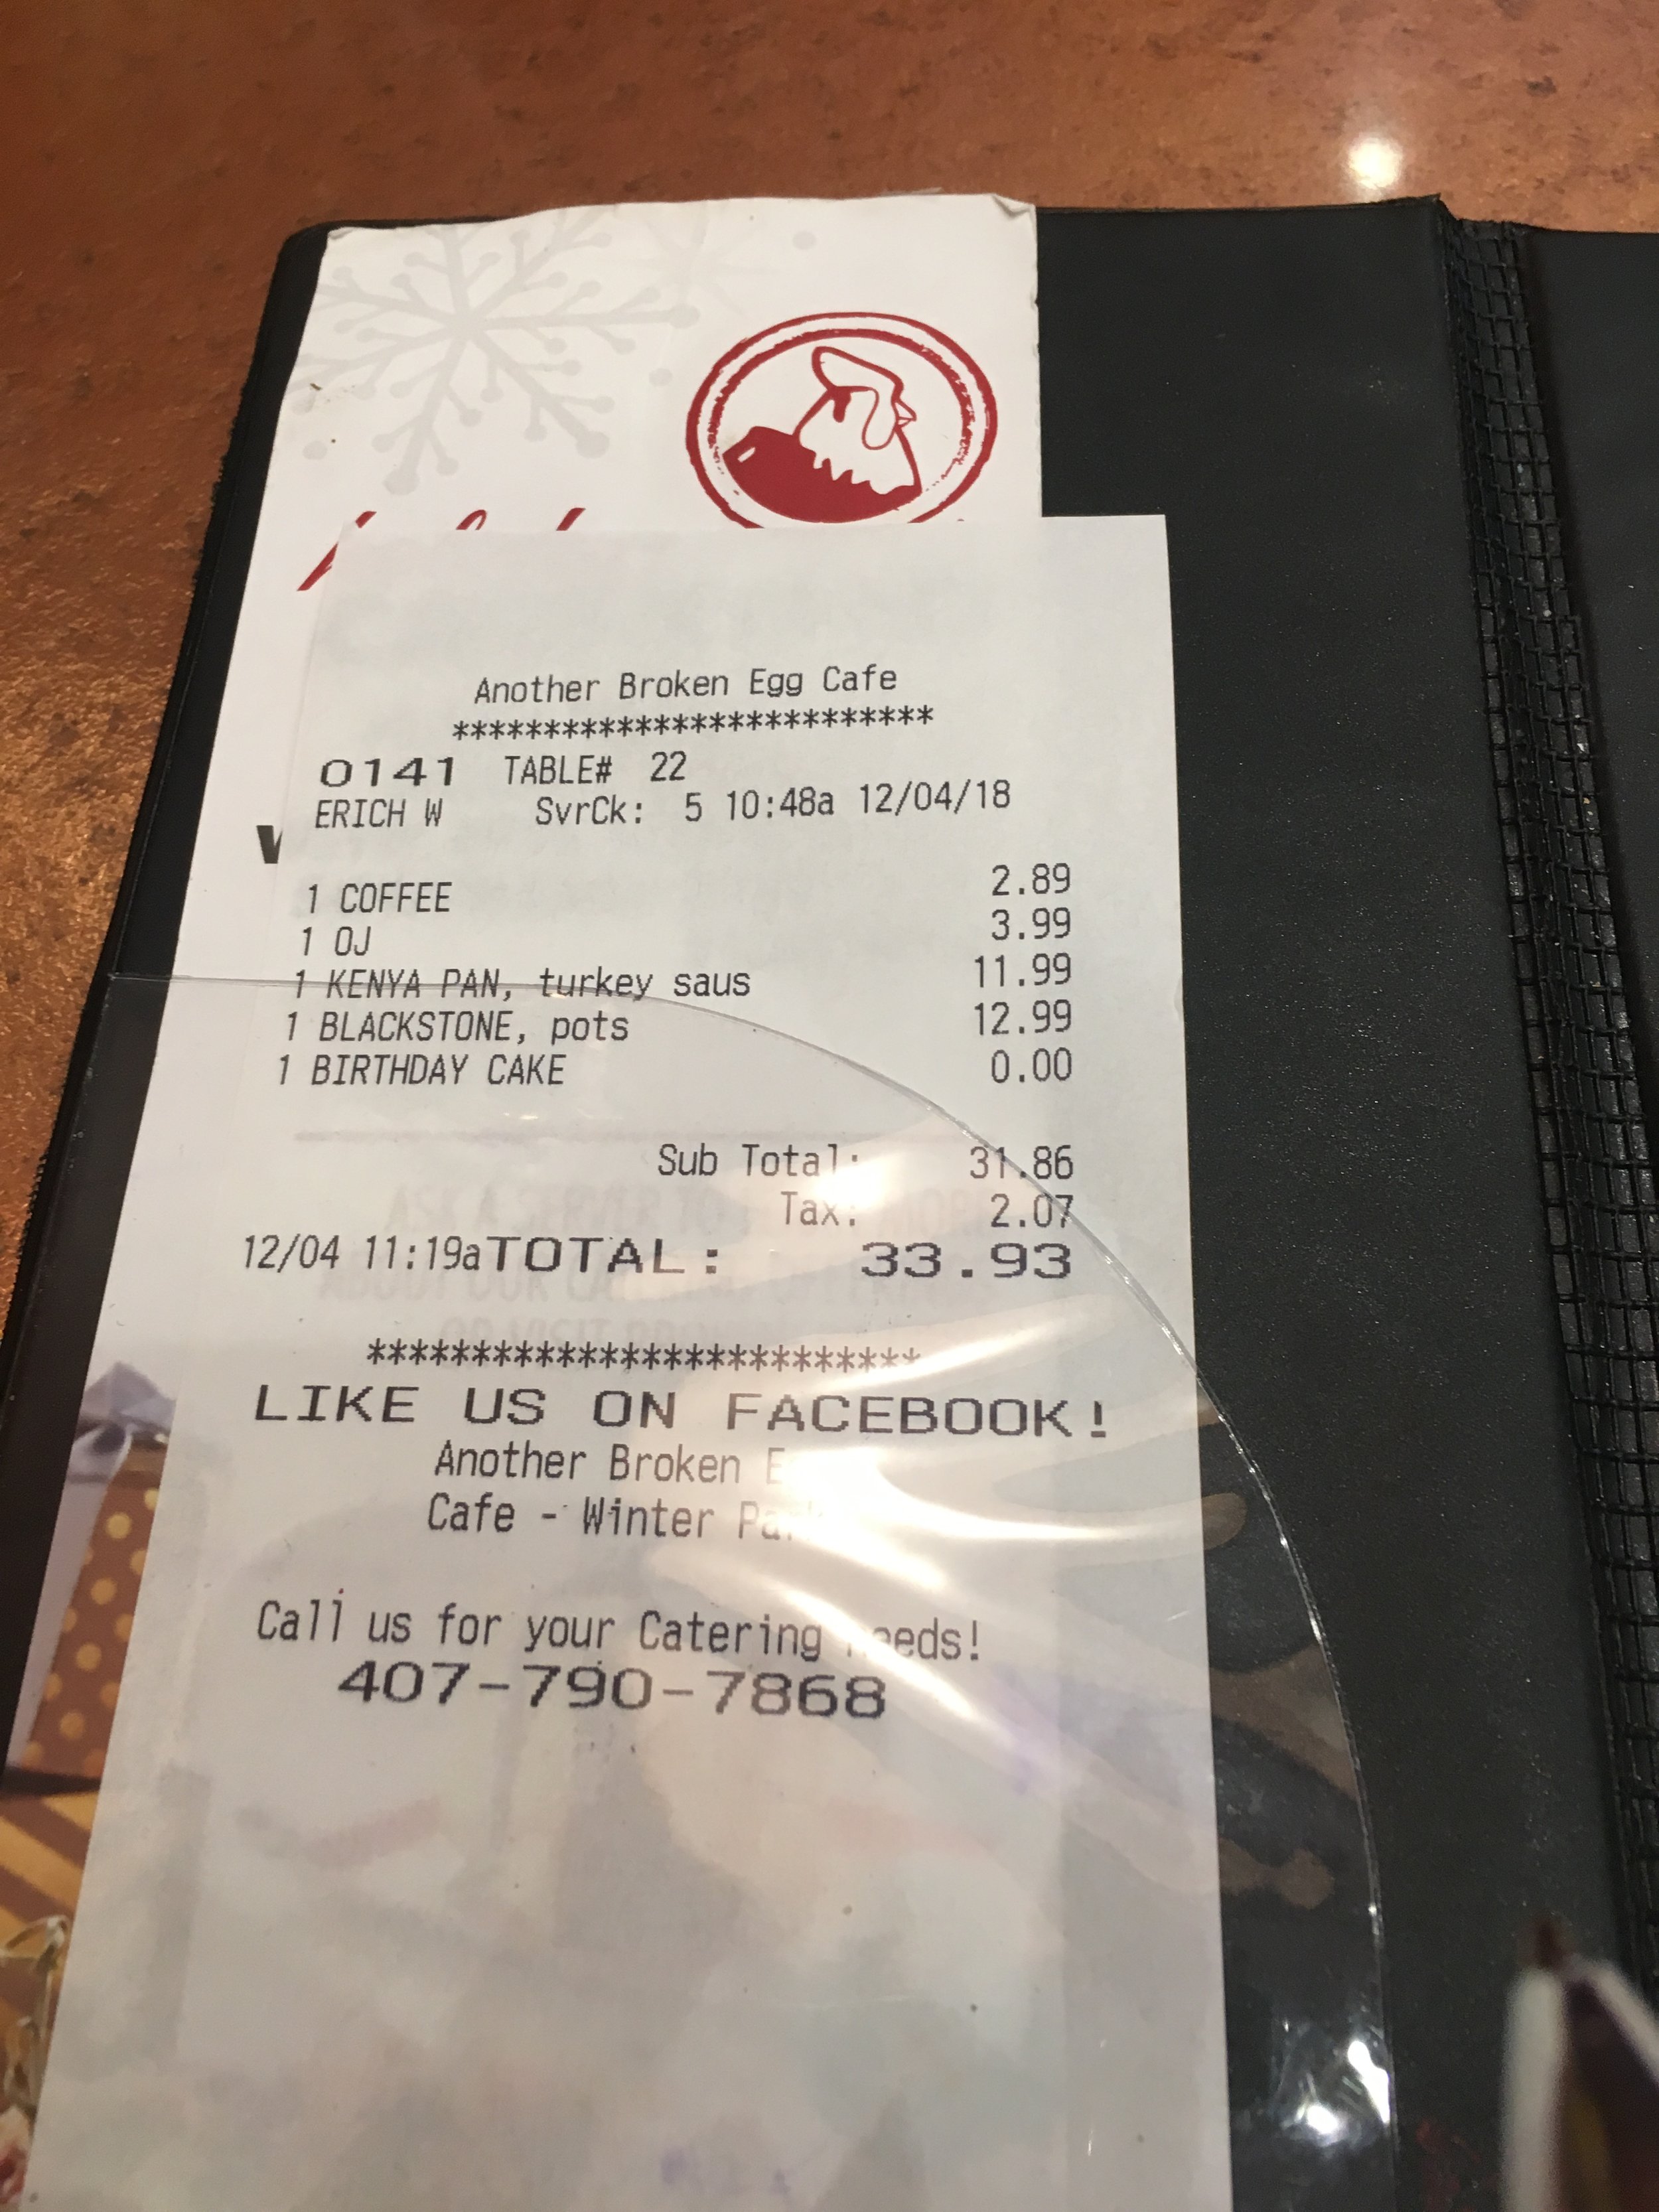 Another Broken Egg Cafe
**************************
0141 TABLE# 22
ERICH W SvrCk: 5 10:48a 12/04/18
1 COFFEE 2.89
1 OJ 3.99
1 KENYA PAN, turkey saus 11.99
1 BLACKSTONE, pots 12.99
1 BIRTHDAY CAKE 0.00
Sub Total: 31.86
Tax: 2.07
12/04 11:19aTOTAL: 33.93
**************************
LIKE US ON FACEBOOK!
Another Broken
Cafe - Winter Park
Call us for your Catering needs!
407-790-7868